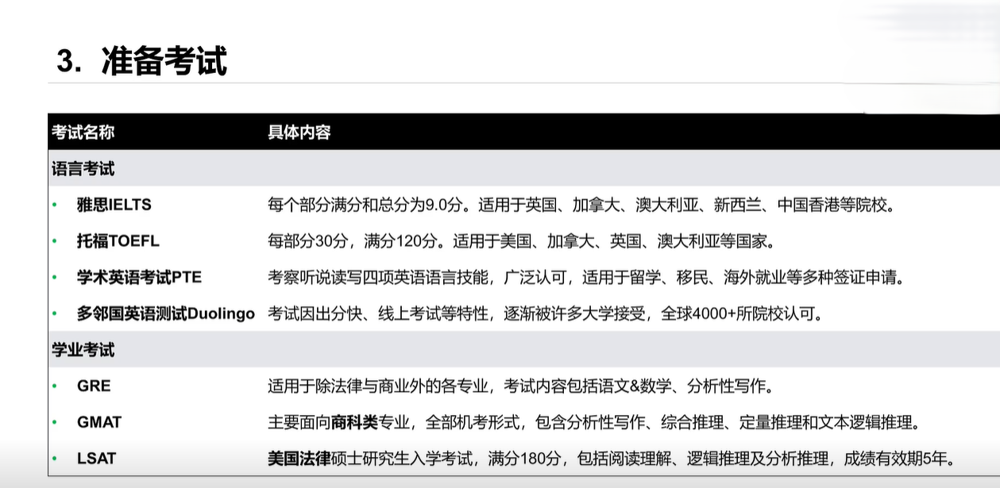 3. 准备考试
考试名称 具体内容
语言考试
• 雅思IELTS 每个部分满分和总分为9.0分。适用于英国、加拿大、澳大利亚、新西兰、中国香港等院校。
• 托福TOEFL 每部分30分，满分120分。适用于美国、加拿大、英国、澳大利亚等国家。
• 学术英语考试PTE 考察听说读写四项英语语言技能，广泛认可，适用于留学、移民、海外就业等多种签证申请。
• 多邻国英语测试Duolingo 考试因出分快、线上考试等特性，逐渐被许多大学接受，全球4000+所院校认可。
学业考试
• GRE 适用于除法律与商业外的各专业，考试内容包括语文&数学、分析性写作。
• GMAT 主要面向商科类专业，全部机考形式，包含分析性写作、综合推理、定量推理和文本逻辑推理。
• LSAT 美国法律硕士研究生入学考试，满分180分，包括阅读理解、逻辑推理及分析推理，成绩有效期5年。